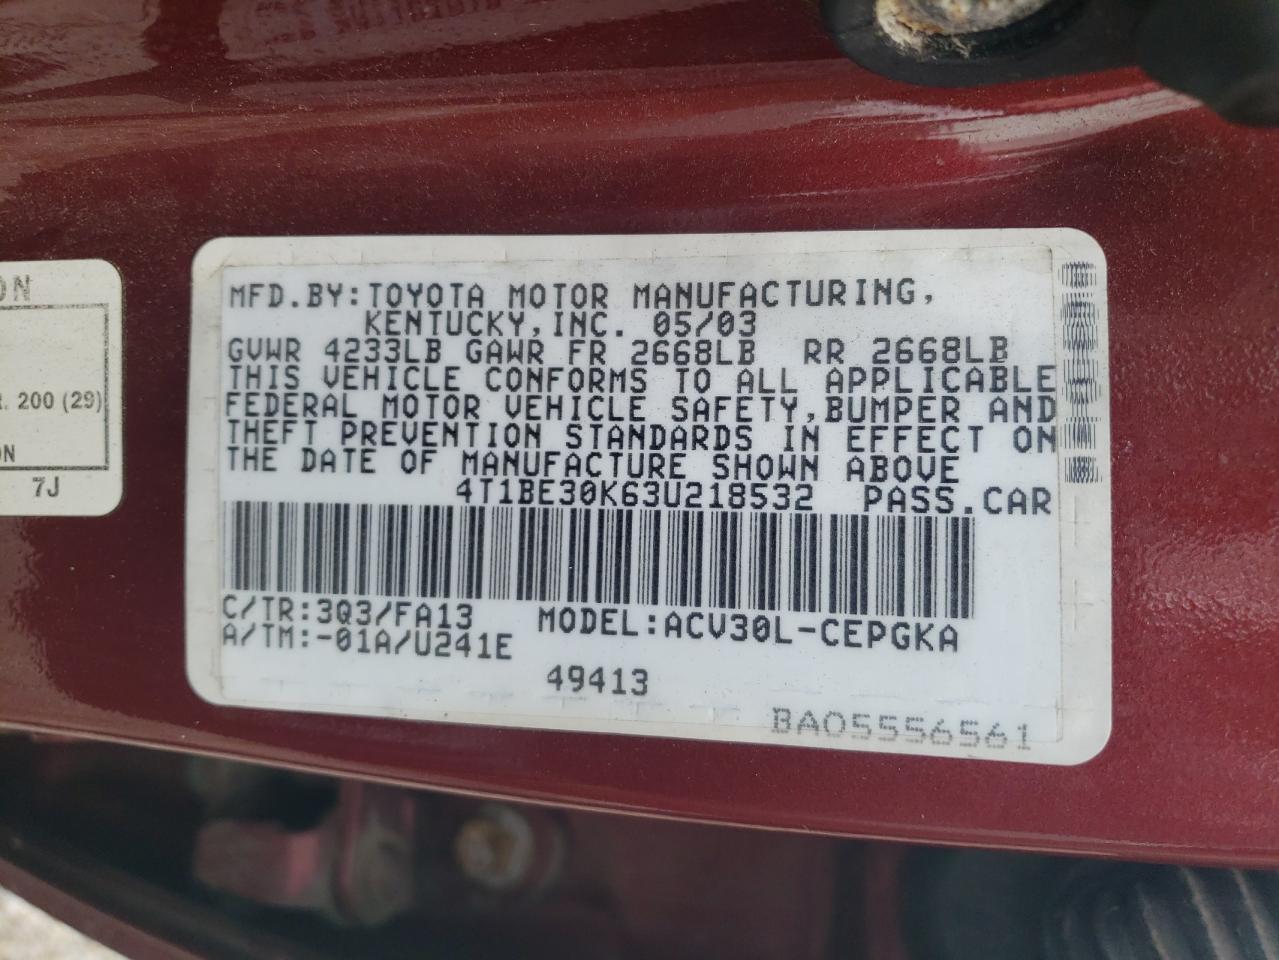 ON
R. 200 (29)
ON
7J
MFD.BY:TOYOTA MOTOR MANUFACTURING,
KENTUCKY,INC. 05/03
GVWR 4233LB GAWR FR 2668LB RR 2668LB
THIS VEHICLE CONFORMS TO ALL APPLICABLE
FEDERAL MOTOR VEHICLE SAFETY,BUMPER AND
THEFT PREVENTION STANDARDS IN EFFECT ON
THE DATE OF MANUFACTURE SHOWN ABOVE
4T1BE30K63U218532 PASS.CAR
C/TR:3Q3/FA13 MODEL:ACV30L-CEPGKA
A/TM:-01A/U241E
49413
BA05556561